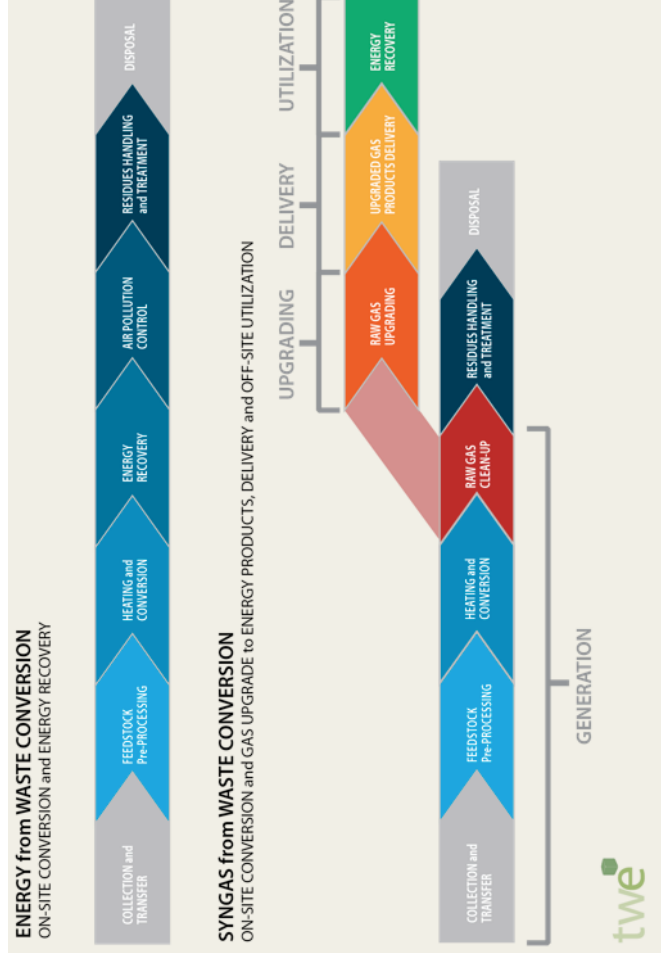 ENERGY from WASTE CONVERSION
ON-SITE CONVERSION and ENERGY RECOVERY
COLLECTION and
TRANSFER
FEEDSTOCK
Pre-PROCESSING
HEATING and
CONVERSION
ENERGY
RECOVERY
AIR POLLUTION
CONTROL
RESIDUES HANDLING
and TREATMENT
DISPOSAL
SYNGAS from WASTE CONVERSION
ON-SITE CONVERSION and GAS UPGRADE to ENERGY PRODUCTS, DELIVERY and OFF-SITE UTILIZATION
UPGRADING
DELIVERY
UTILIZATION
RAW GAS
UPGRADING
UPGRADED GAS
PRODUCTS DELIVERY
ENERGY
RECOVERY
COLLECTION and
TRANSFER
FEEDSTOCK
Pre-PROCESSING
HEATING and
CONVERSION
RAW GAS
CLEAN-UP
RESIDUES HANDLING
and TREATMENT
DISPOSAL
GENERATION
twe